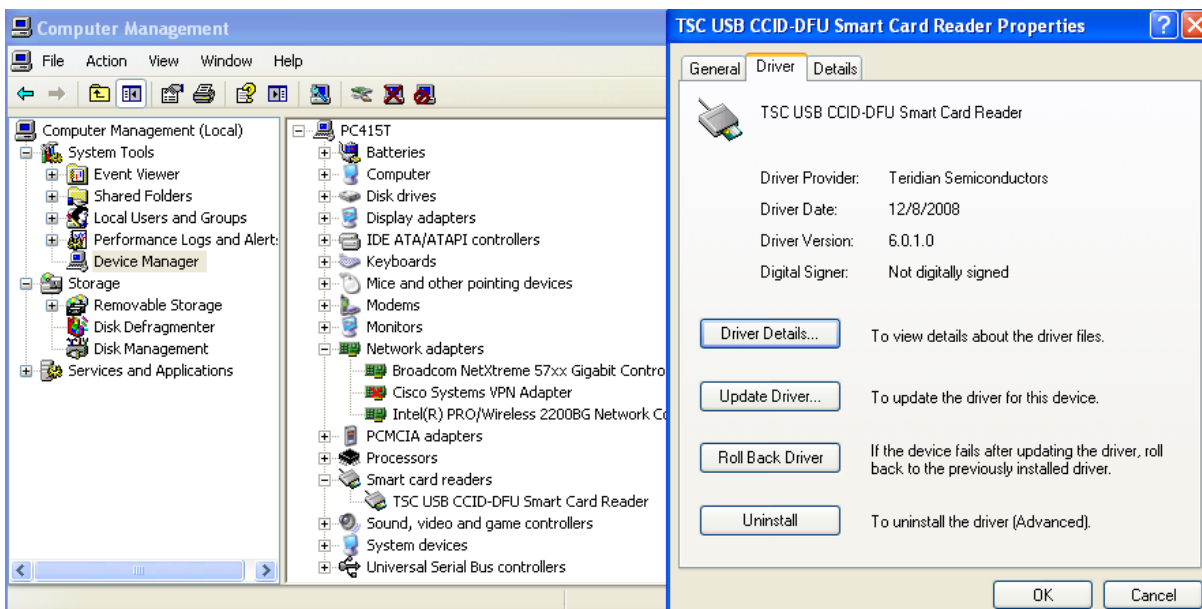 Computer Management
File Action View Window Help
Computer Management (Local)
System Tools
Event Viewer
Shared Folders
Local Users and Groups
Performance Logs and Alert:
Device Manager
Storage
Removable Storage
Disk Defragmenter
Disk Management
Services and Applications
PC415T
Batteries
Computer
Disk drives
Display adapters
IDE ATA/ATAPI controllers
Keyboards
Mice and other pointing devices
Modems
Monitors
Network adapters
Broadcom NetXtreme 57xx Gigabit Contro
Cisco Systems VPN Adapter
Intel(R) PRO/Wireless 2200BG Network Co
PCMCIA adapters
Processors
Smart card readers
TSC USB CCID-DFU Smart Card Reader
Sound, video and game controllers
System devices
Universal Serial Bus controllers
TSC USB CCID-DFU Smart Card Reader Properties
General Driver Details
TSC USB CCID-DFU Smart Card Reader
Driver Provider: Teridian Semiconductors
Driver Date: 12/8/2008
Driver Version: 6.0.1.0
Digital Signer: Not digitally signed
Driver Details... To view details about the driver files.
Update Driver... To update the driver for this device.
Roll Back Driver If the device fails after updating the driver, roll
back to the previously installed driver.
Uninstall To uninstall the driver (Advanced).
OK Cancel